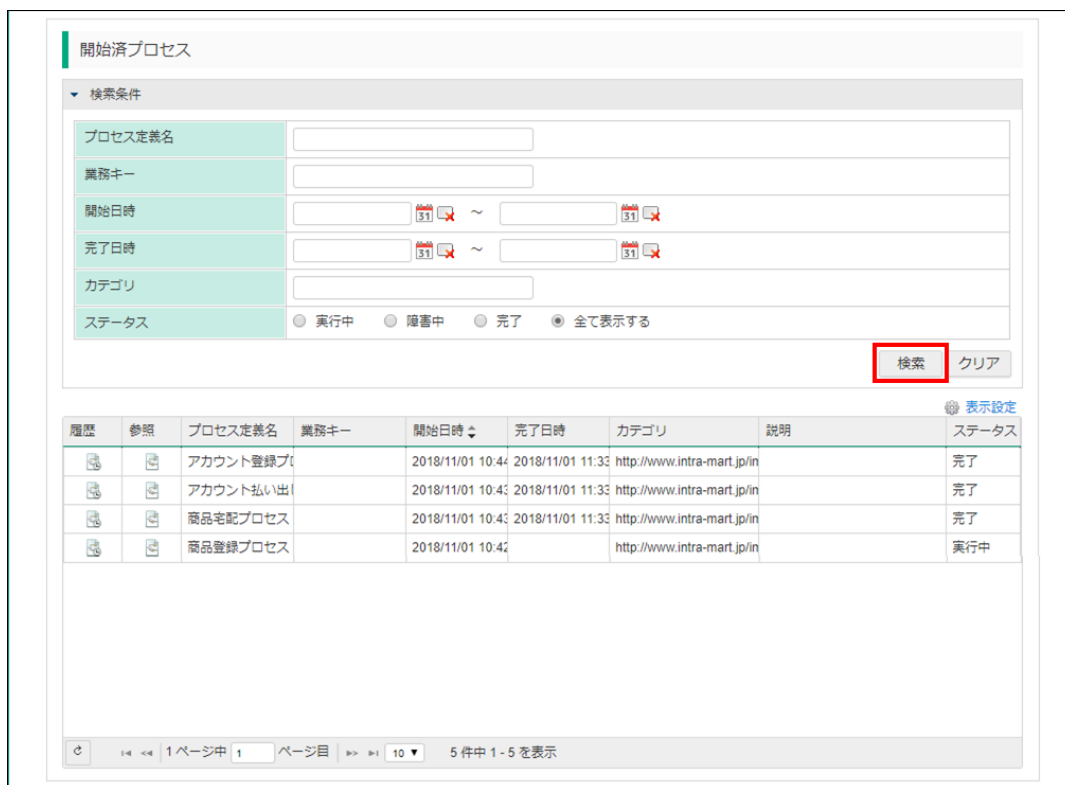 開始済プロセス
検索条件
プロセス定義名
業務キー
開始日時 31 ～ 31
完了日時 31 ～ 31
カテゴリ
ステータス 実行中 障害中 完了 全て表示する
検索 クリア
表示設定
履歴 参照 プロセス定義名 業務キー 開始日時 完了日時 カテゴリ 説明 ステータス
アカウント登録プロ 2018/11/01 10:44 2018/11/01 11:33 http://www.intra-mart.jp/in 完了
アカウント払い出し 2018/11/01 10:43 2018/11/01 11:33 http://www.intra-mart.jp/in 完了
商品宅配プロセス 2018/11/01 10:43 2018/11/01 11:33 http://www.intra-mart.jp/in 完了
商品登録プロセス 2018/11/01 10:42 http://www.intra-mart.jp/in 実行中
1 ページ中 1 ページ目 10 5 件中 1 - 5 を表示